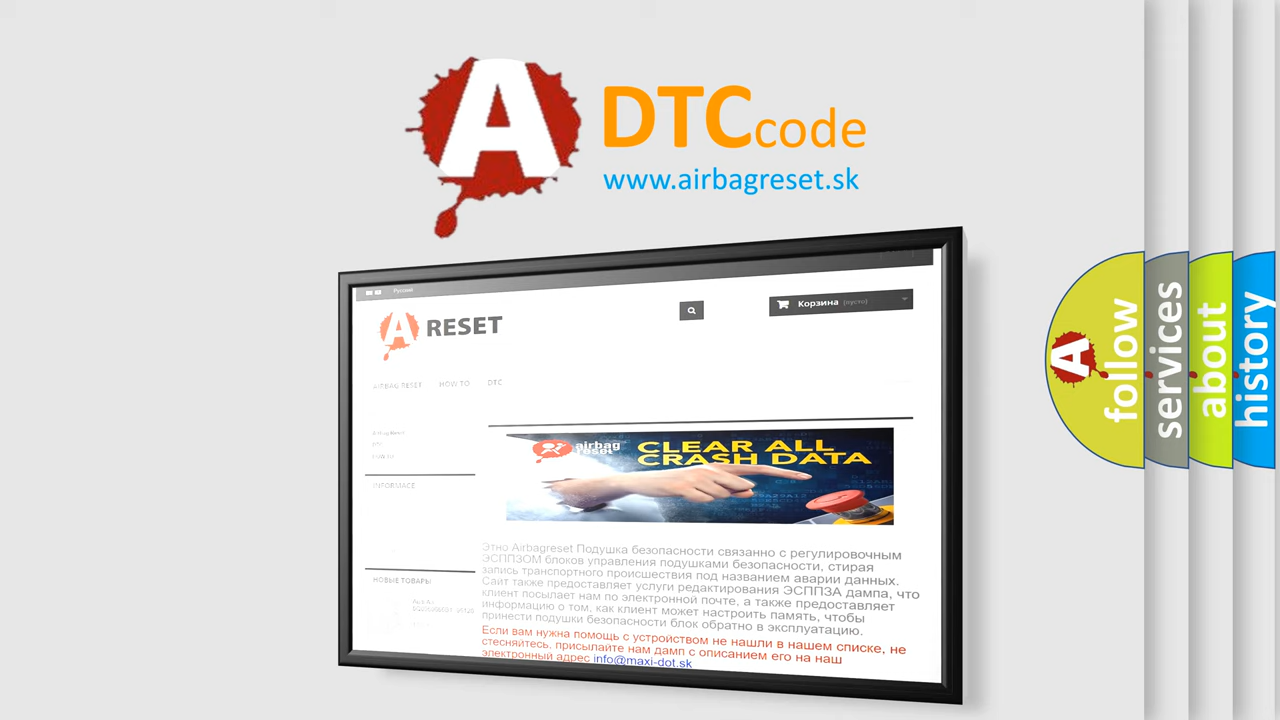 A
DTCcode
www.airbagreset.sk
Русский
Корзина (пусто)
A RESET
AIRBAG RESET HOW TO DTC
INFORMACE
airbag
reset
CLEAR ALL
CRASH DATA
Этно Airbagreset Подушка безопасности связанно с регулировочным
ЭСППЗОМ блоков управления подушками безопасности, стирая
запись транспортного происшествия под названием аварии данных.
Сайт также предоставляет услуги редактирования ЭСППЗА дампа, что
клиент посылает нам по электронной почте, а также предоставляет
информацию о том, как клиент может настроить память, чтобы
принести подушки безопасности блок обратно в эксплуатацию.
Если вам нужна помощь с устройством не нашли в нашем списке, не
стесняйтесь, присылайте нам дамп с описанием его на наш
электронный адрес info@maxi-dot.sk
НОВЫЕ ТОВАРЫ
A
follow
services
about
history